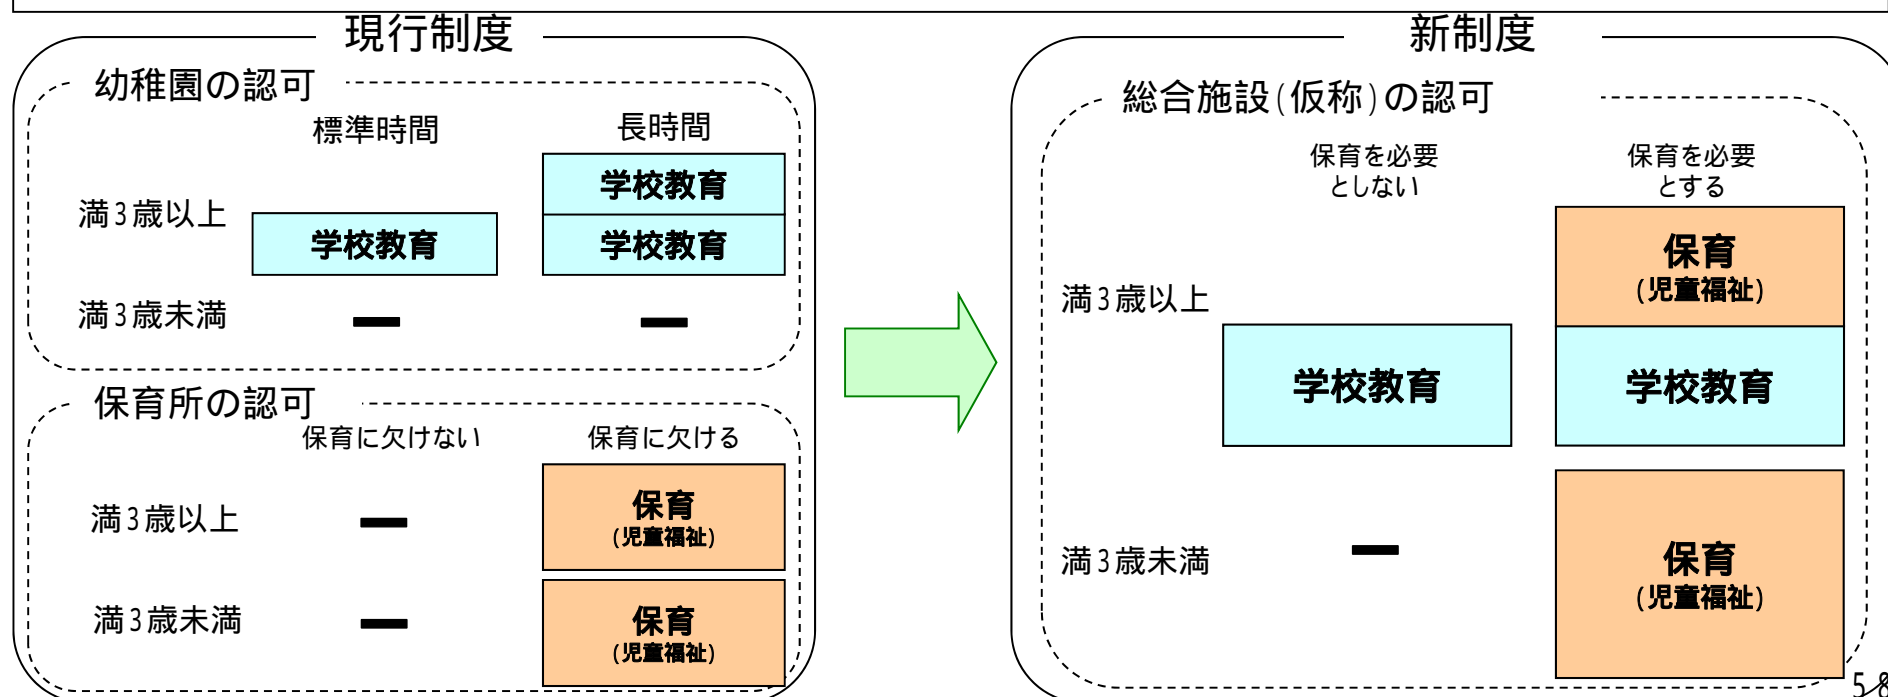 現行制度
幼稚園の認可
標準時間 長時間
学校教育
満3歳以上
学校教育 学校教育
満3歳未満 ー ー
保育所の認可
保育に欠けない 保育に欠ける
満3歳以上 ー 保育
(児童福祉)
満3歳未満 ー 保育
(児童福祉)
新制度
総合施設(仮称)の認可
保育を必要
としない
保育を必要
とする
保育
(児童福祉)
満3歳以上
学校教育 学校教育
満3歳未満 ー 保育
(児童福祉)